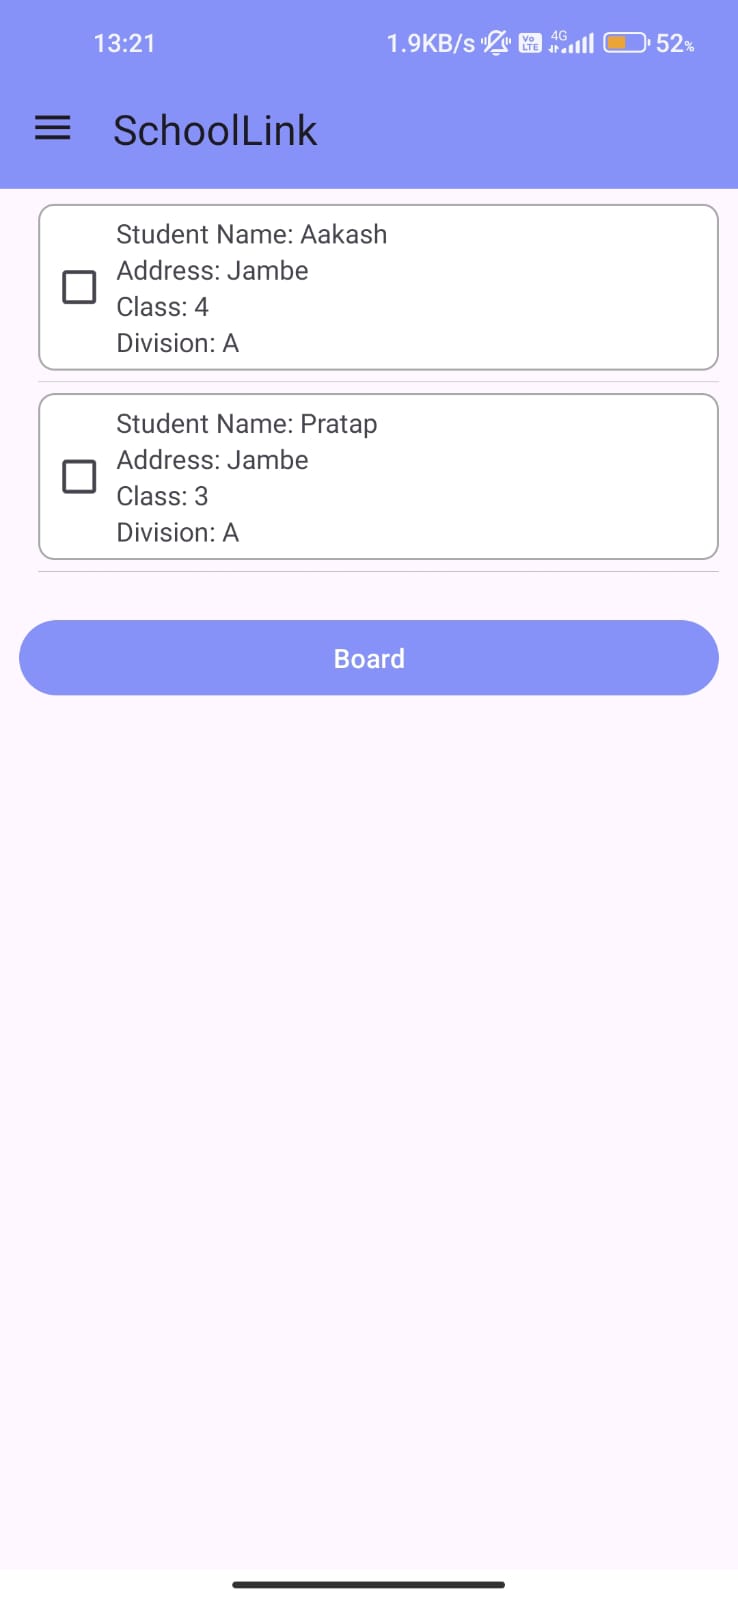 13:21 1.9KB/s Vo LTE 4G 52%
SchoolLink
Student Name: Aakash
Address: Jambe
Class: 4
Division: A
Student Name: Pratap
Address: Jambe
Class: 3
Division: A
Board